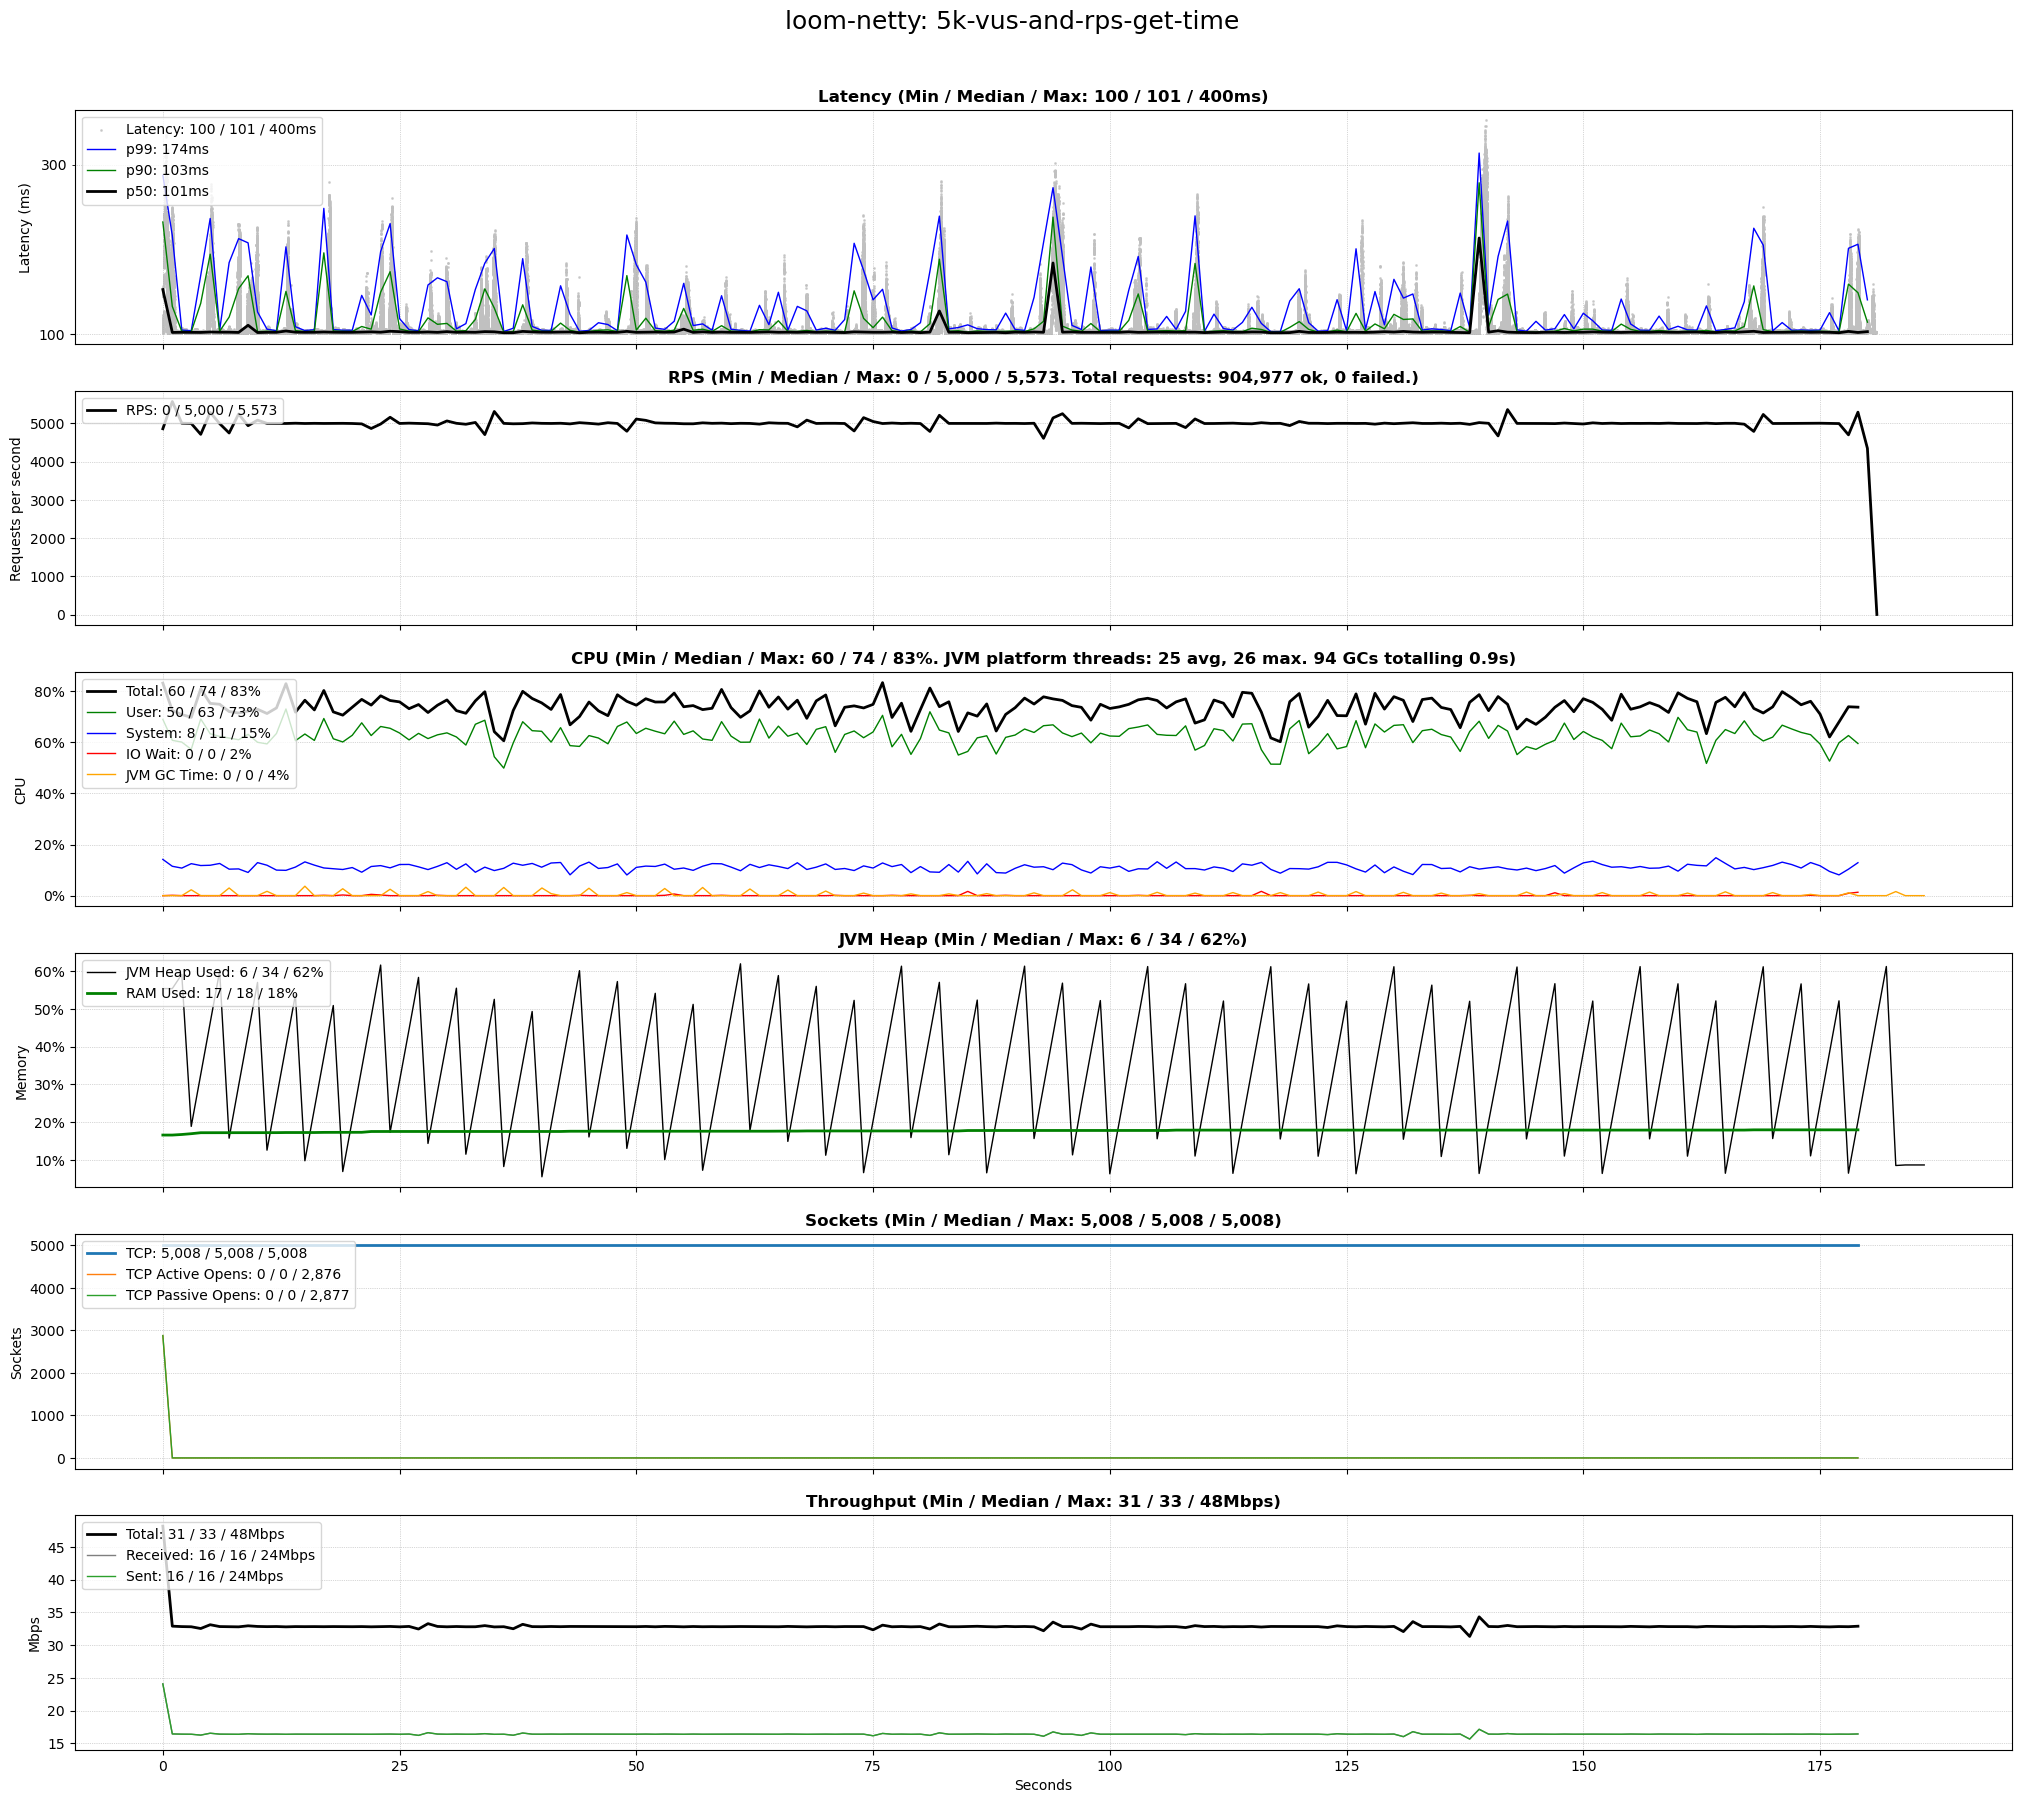 loom-netty: 5k-vus-and-rps-get-time
Latency (Min / Median / Max: 100 / 101 / 400ms)
Latency: 100 / 101 / 400ms
p99: 174ms
p90: 103ms
p50: 101ms
300
100
Latency (ms)
RPS (Min / Median / Max: 0 / 5,000 / 5,573. Total requests: 904,977 ok, 0 failed.)
RPS: 0 / 5,000 / 5,573
5000
4000
3000
2000
1000
0
Requests per second
CPU (Min / Median / Max: 60 / 74 / 83%. JVM platform threads: 25 avg, 26 max. 94 GCs totalling 0.9s)
Total: 60 / 74 / 83%
User: 50 / 63 / 73%
System: 8 / 11 / 15%
IO Wait: 0 / 0 / 2%
JVM GC Time: 0 / 0 / 4%
80%
60%
40%
20%
0%
CPU
JVM Heap (Min / Median / Max: 6 / 34 / 62%)
JVM Heap Used: 6 / 34 / 62%
RAM Used: 17 / 18 / 18%
60%
50%
40%
30%
20%
10%
Memory
Sockets (Min / Median / Max: 5,008 / 5,008 / 5,008)
TCP: 5,008 / 5,008 / 5,008
TCP Active Opens: 0 / 0 / 2,876
TCP Passive Opens: 0 / 0 / 2,877
5000
4000
3000
2000
1000
0
Sockets
Throughput (Min / Median / Max: 31 / 33 / 48Mbps)
Total: 31 / 33 / 48Mbps
Received: 16 / 16 / 24Mbps
Sent: 16 / 16 / 24Mbps
45
40
35
30
25
20
15
Mbps
0 25 50 75 100 125 150 175
Seconds